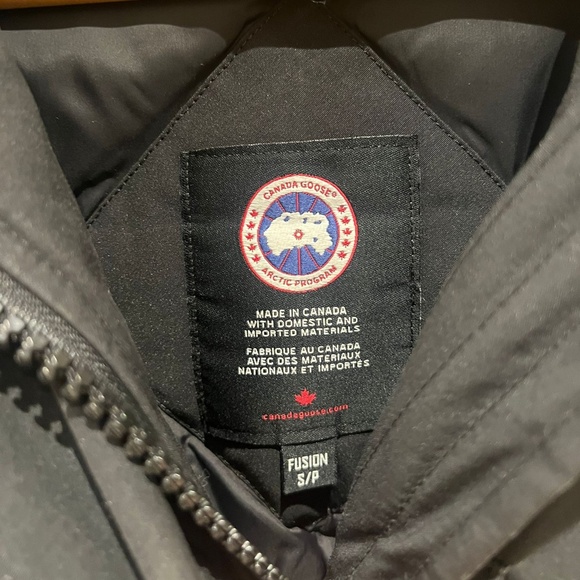 CANADA GOOSE®
ARCTIC PROGRAM
MADE IN CANADA
WITH DOMESTIC AND
IMPORTED MATERIALS
FABRIQUE AU CANADA
AVEC DES MATERIAUX
NATIONAUX ET IMPORTÉS
canadagoose.com
FUSION
S/P